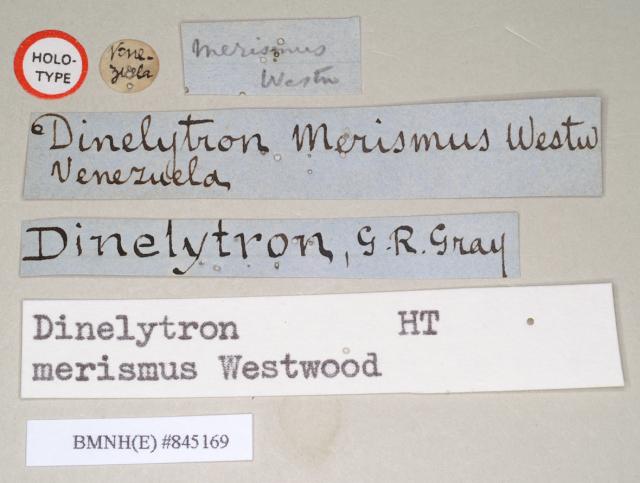 HOLO-
TYPE
Vene-
zuela
Merismus
Westw
Dinelytron Merismus Westw
Venezuela
Dinelytron, G.R. Gray
Dinelytron HT
merismus Westwood
BMNH(E) #845169